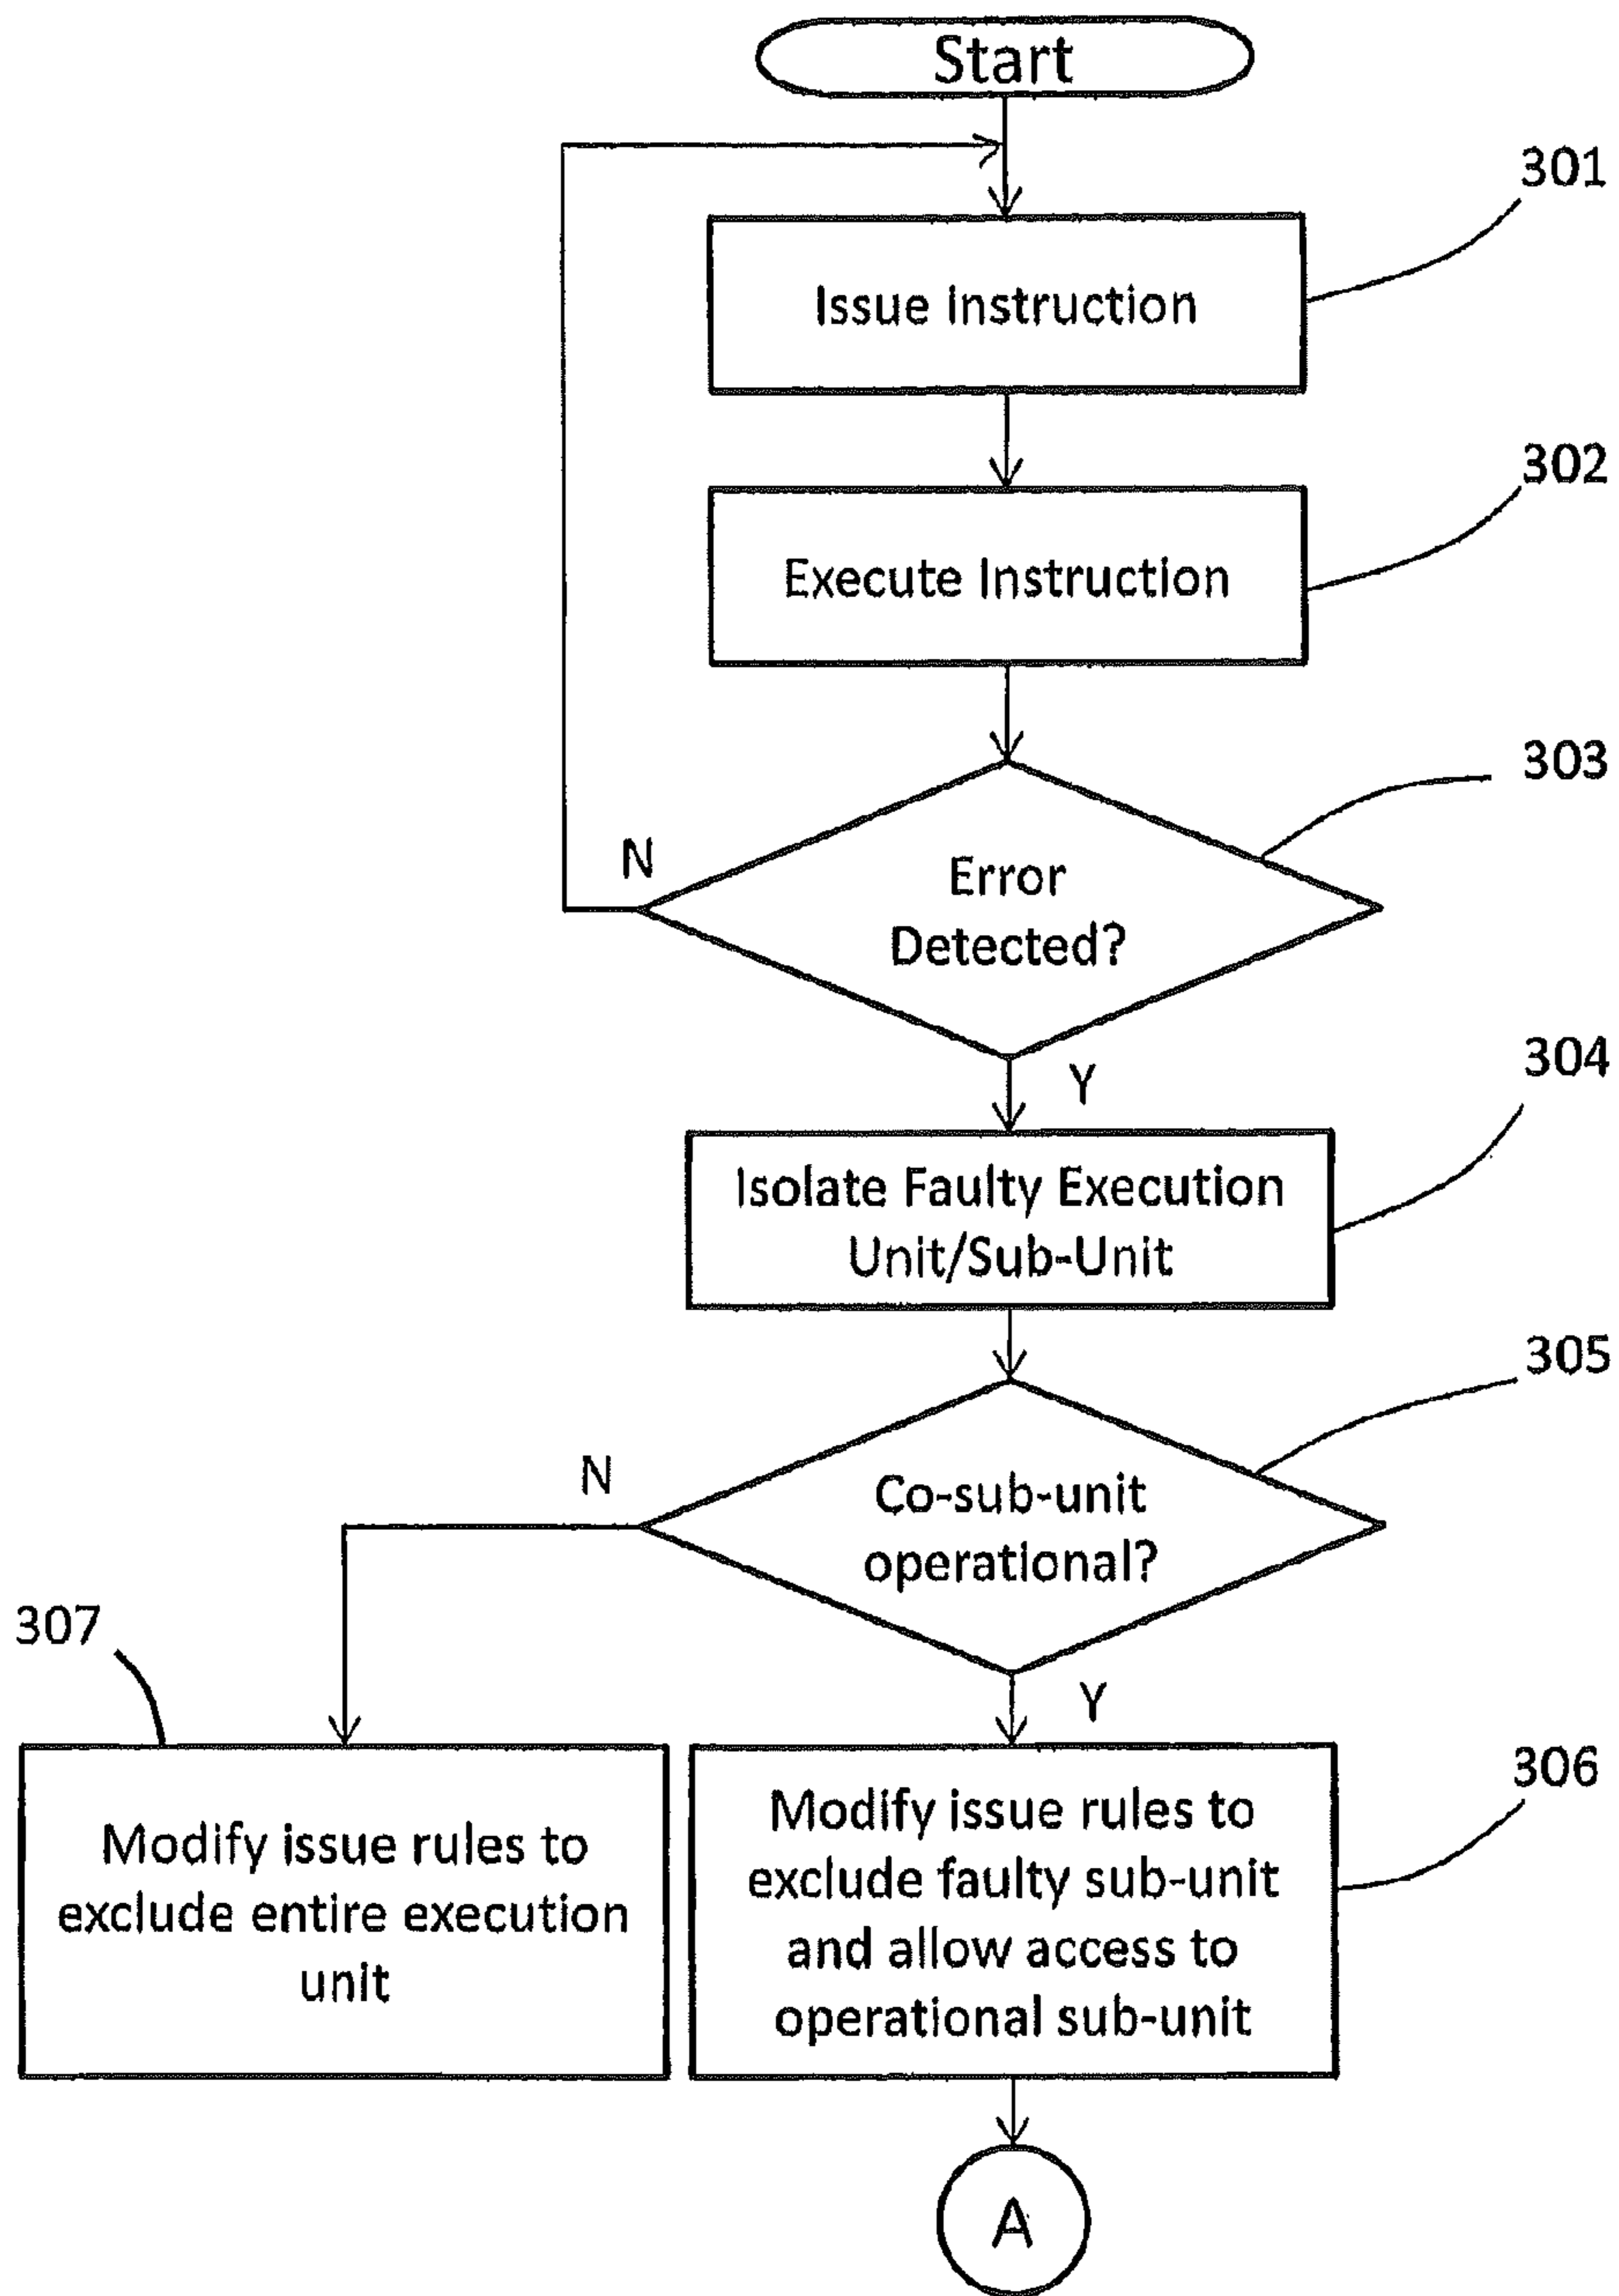 Start
301
Issue Instruction
302
Execute Instruction
303
N
Error
Detected?
304
Y
Isolate Faulty Execution
Unit/Sub-Unit
305
N
Co-sub-unit
operational?
307
Y
306
Modify issue rules to
exclude entire execution
unit
Modify issue rules to
exclude faulty sub-unit
and allow access to
operational sub-unit
A